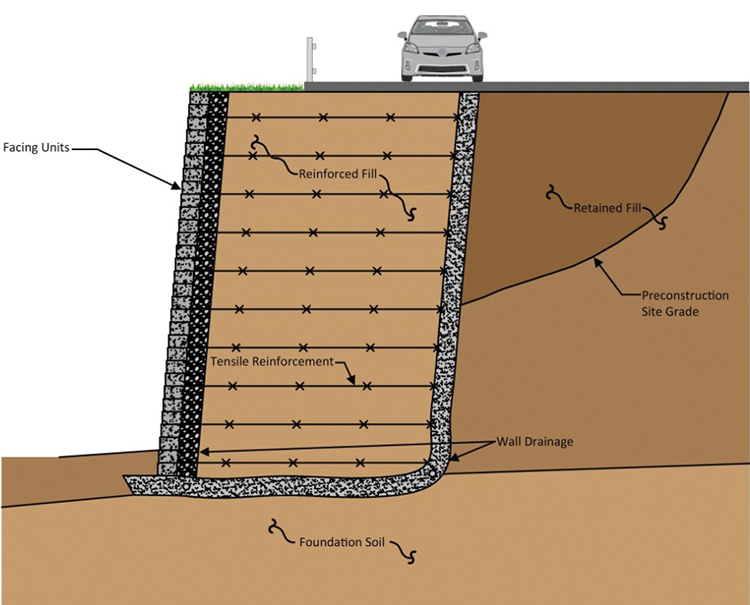 Facing Units
Reinforced Fill
Retained Fill
Preconstruction
Site Grade
Tensile Reinforcement
Wall Drainage
Foundation Soil